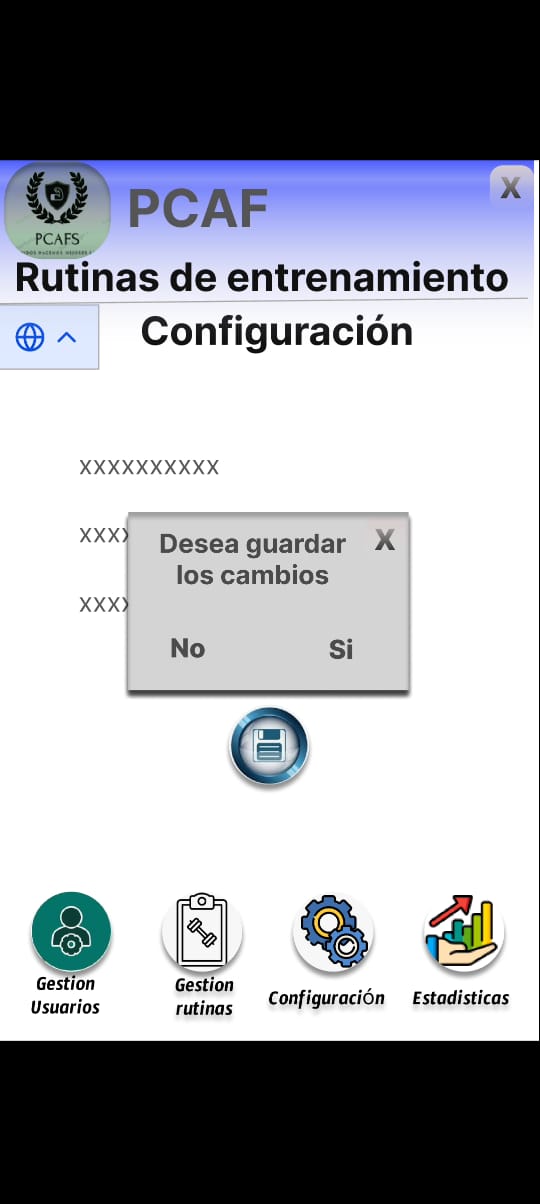 PCAF
X
PCAFS
Rutinas de entrenamiento
Configuración
XXXXXXXXXX
XXXX
Desea guardar
X
los cambios
XXXX
No
Si
Gestion
Usuarios
Gestion
rutinas
Configuración
Estadisticas